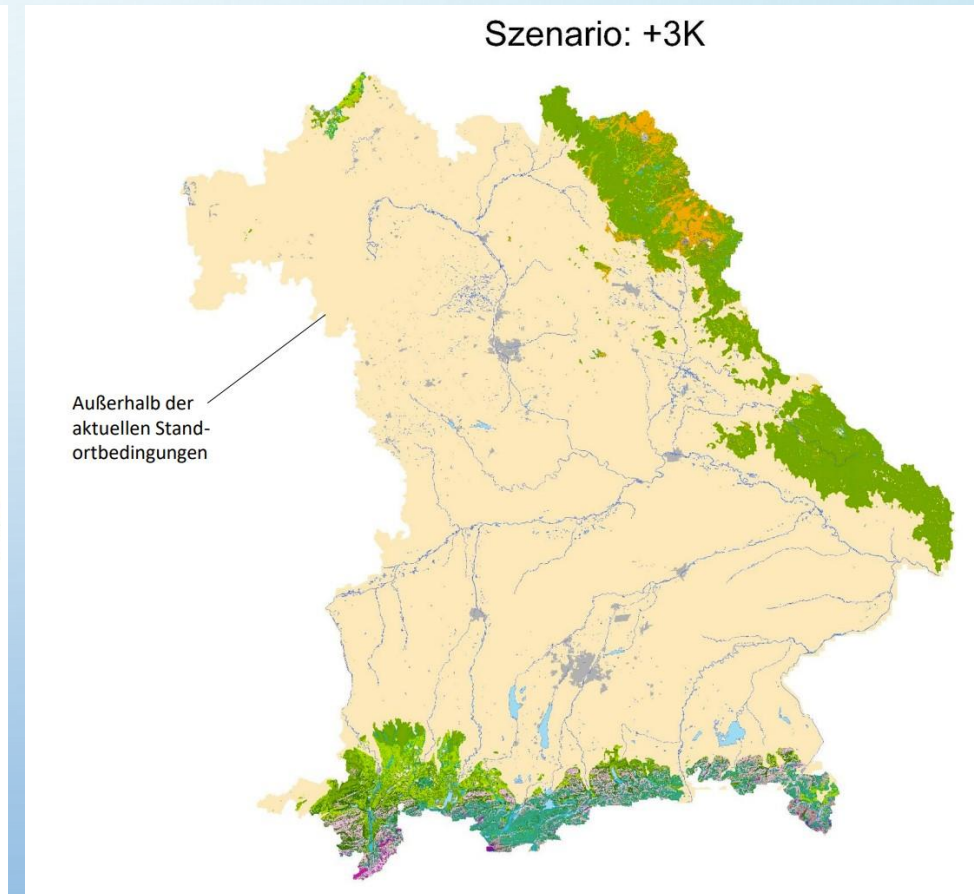 Szenario: +3K
Außerhalb der
aktuellen Stand-
ortbedingungen